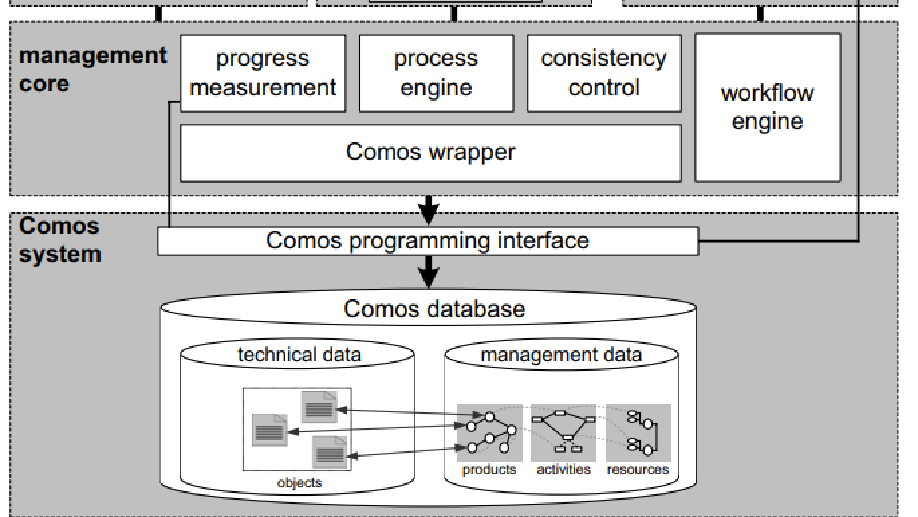 management
core
progress
measurement
process
engine
consistency
control
workflow
engine
Comos wrapper
Comos
system
Comos programming interface
Comos database
technical data
management data
products
activities
resources
objects